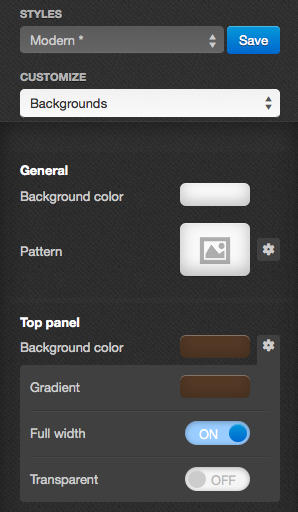 STYLES
Modern *
Save
CUSTOMIZE
Backgrounds
General
Background color
Pattern
Top panel
Background color
Gradient
Full width
ON
Transparent
OFF